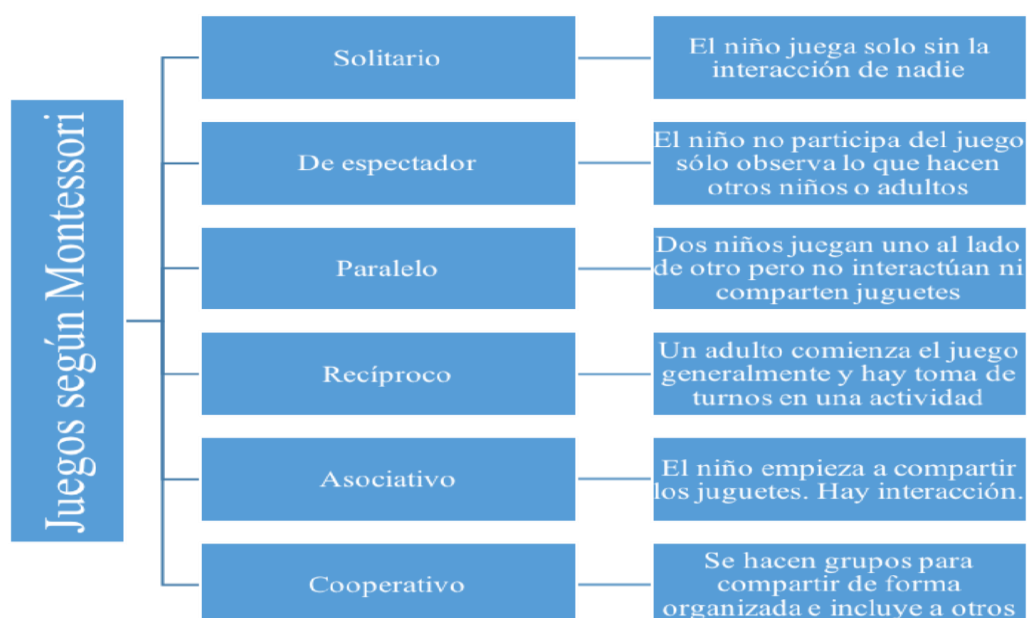 Juegos según Montessori
Solitario
El niño juega solo sin la
interacción de nadie
De espectador
El niño no participa del juego
sólo observa lo que hacen
otros niños o adultos
Paralelo
Dos niños juegan uno al lado
de otro pero no interactúan ni
comparten juguetes
Recíproco
Un adulto comienza el juego
generalmente y hay toma de
turnos en una actividad
Asociativo
El niño empieza a compartir
los juguetes. Hay interacción.
Cooperativo
Se hacen grupos para
compartir de forma
organizada e incluye a otros